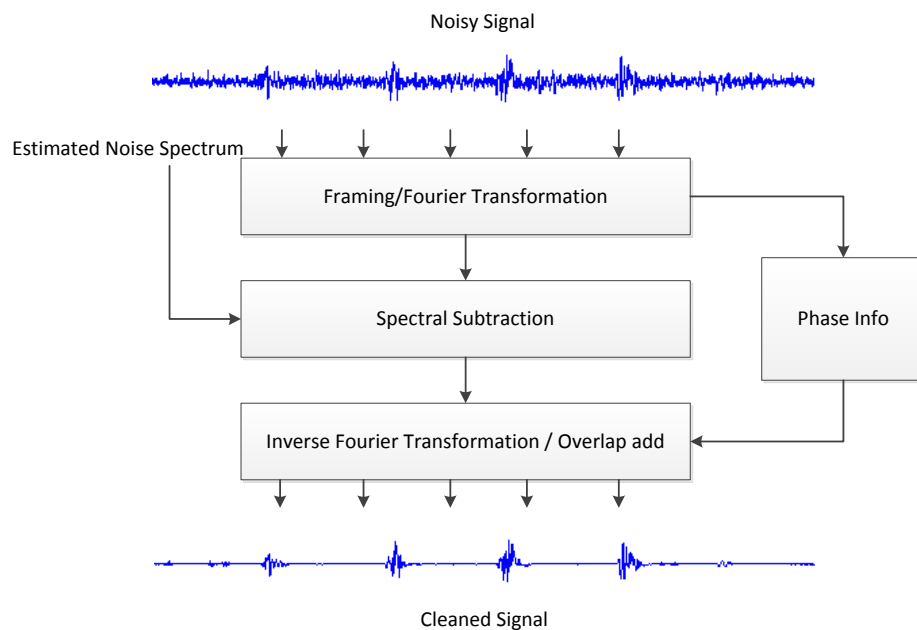 Noisy Signal
Estimated Noise Spectrum
Framing/Fourier Transformation
Spectral Subtraction
Phase Info
Inverse Fourier Transformation / Overlap add
Cleaned Signal